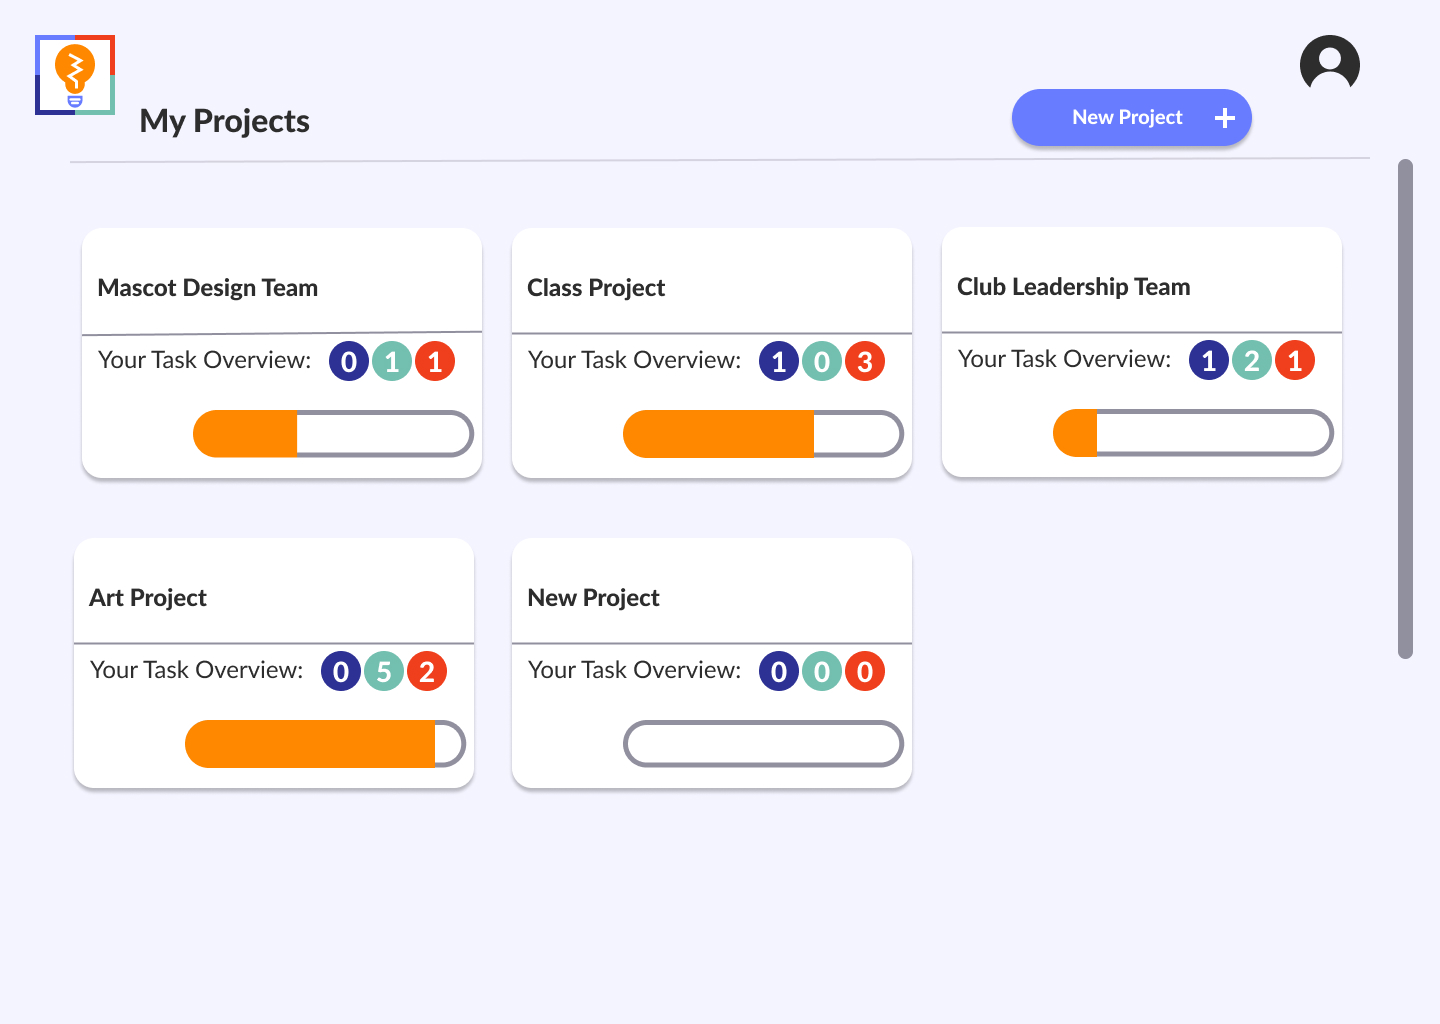 My Projects
New Project +
Mascot Design Team
Your Task Overview: 0 1 1
Class Project
Your Task Overview: 1 0 3
Club Leadership Team
Your Task Overview: 1 2 1
Art Project
Your Task Overview: 0 5 2
New Project
Your Task Overview: 0 0 0